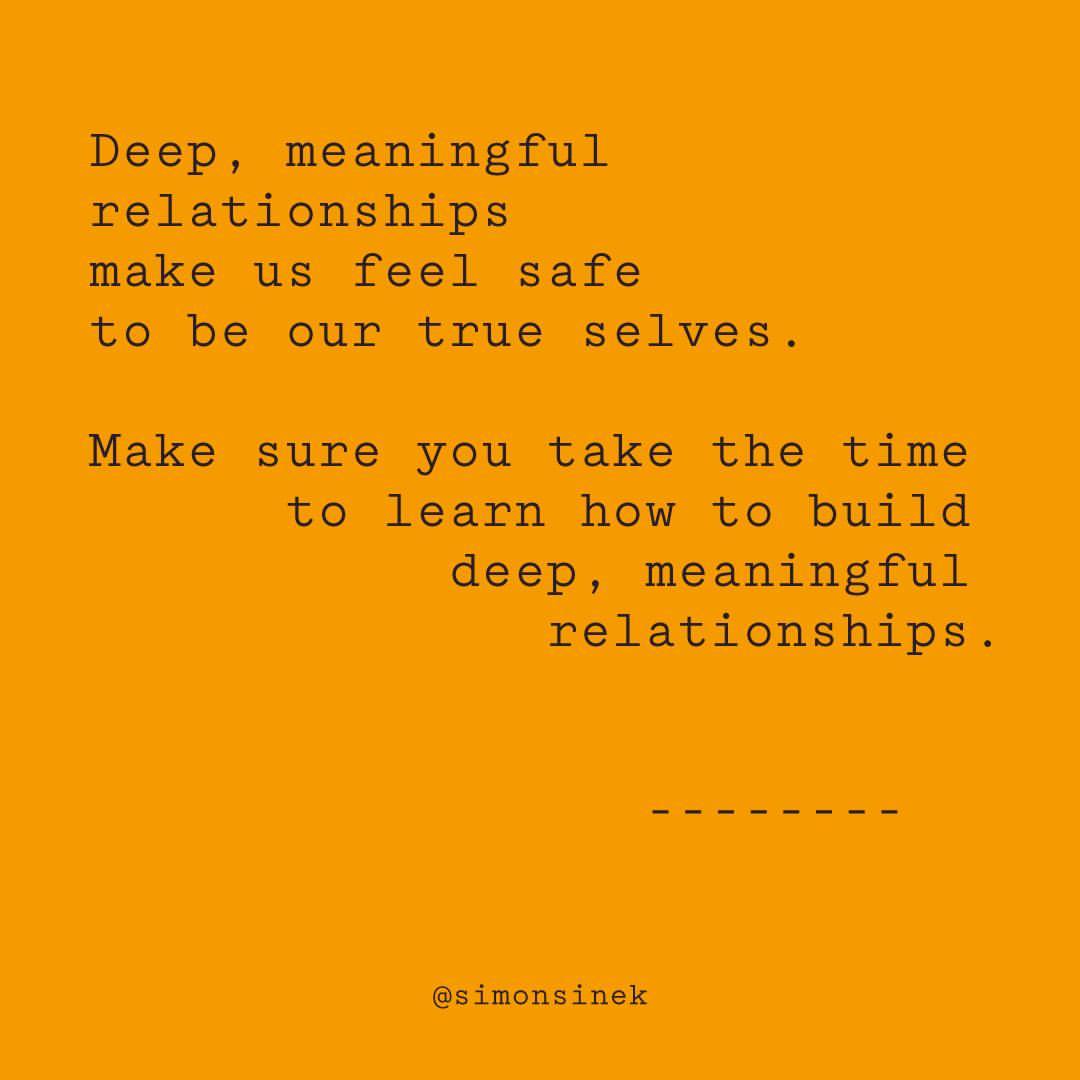 Deep, meaningful
relationships
make us feel safe
to be our true selves.
Make sure you take the time
to learn how to build
deep, meaningful
relationships.
--------
@simonsinek